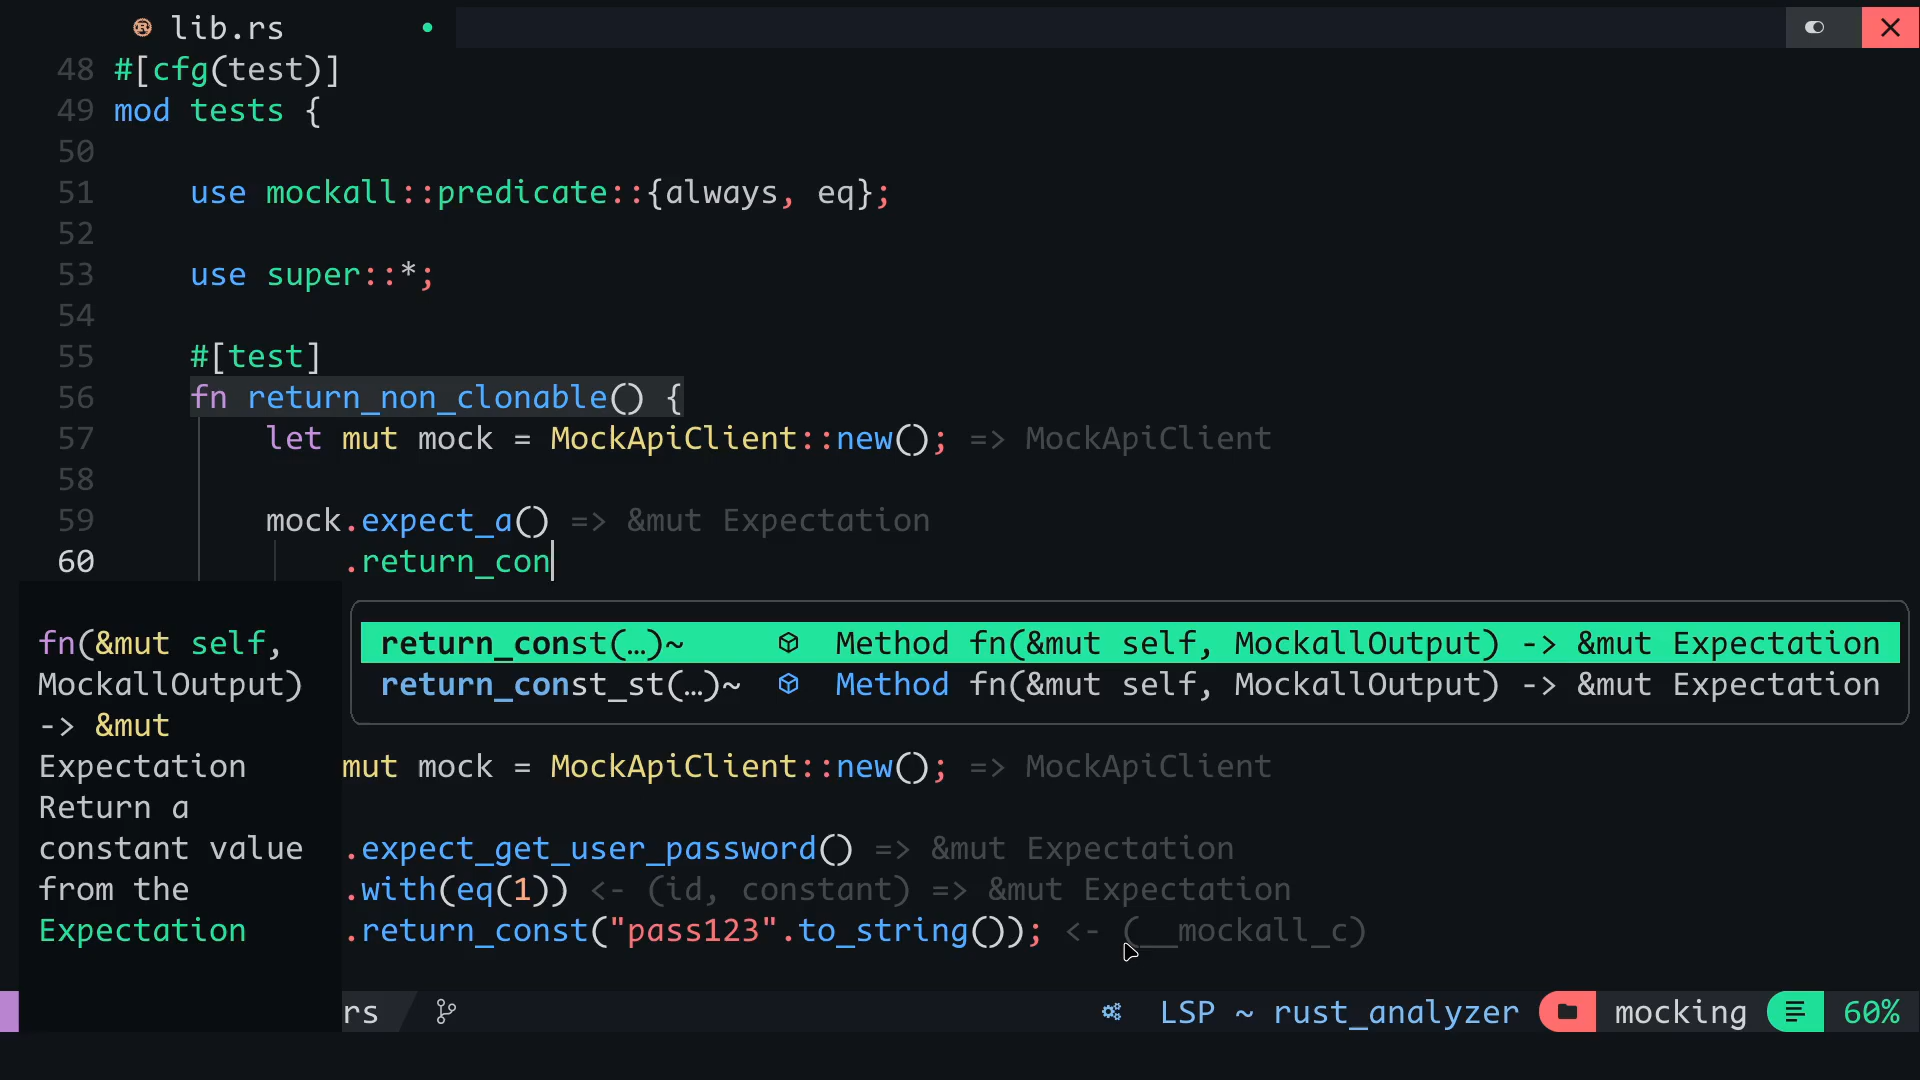 lib.rs
48 #[cfg(test)]
49 mod tests {
50
51 use mockall::predicate::{always, eq};
52
53 use super::*;
54
55 #[test]
56 fn return_non_clonable() {
57 let mut mock = MockApiClient::new(); => MockApiClient
58
59 mock.expect_a() => &mut Expectation
60 .return_con
fn(&mut self,
MockallOutput)
-> &mut
Expectation
Return a
constant value
from the
Expectation
return_const(…)~ Method fn(&mut self, MockallOutput) -> &mut Expectation
return_const_st(…)~ Method fn(&mut self, MockallOutput) -> &mut Expectation
mut mock = MockApiClient::new(); => MockApiClient
.expect_get_user_password() => &mut Expectation
.with(eq(1)) <- (id, constant) => &mut Expectation
.return_const("pass123".to_string()); <- (__mockall_c)
rs LSP ~ rust_analyzer mocking 60%